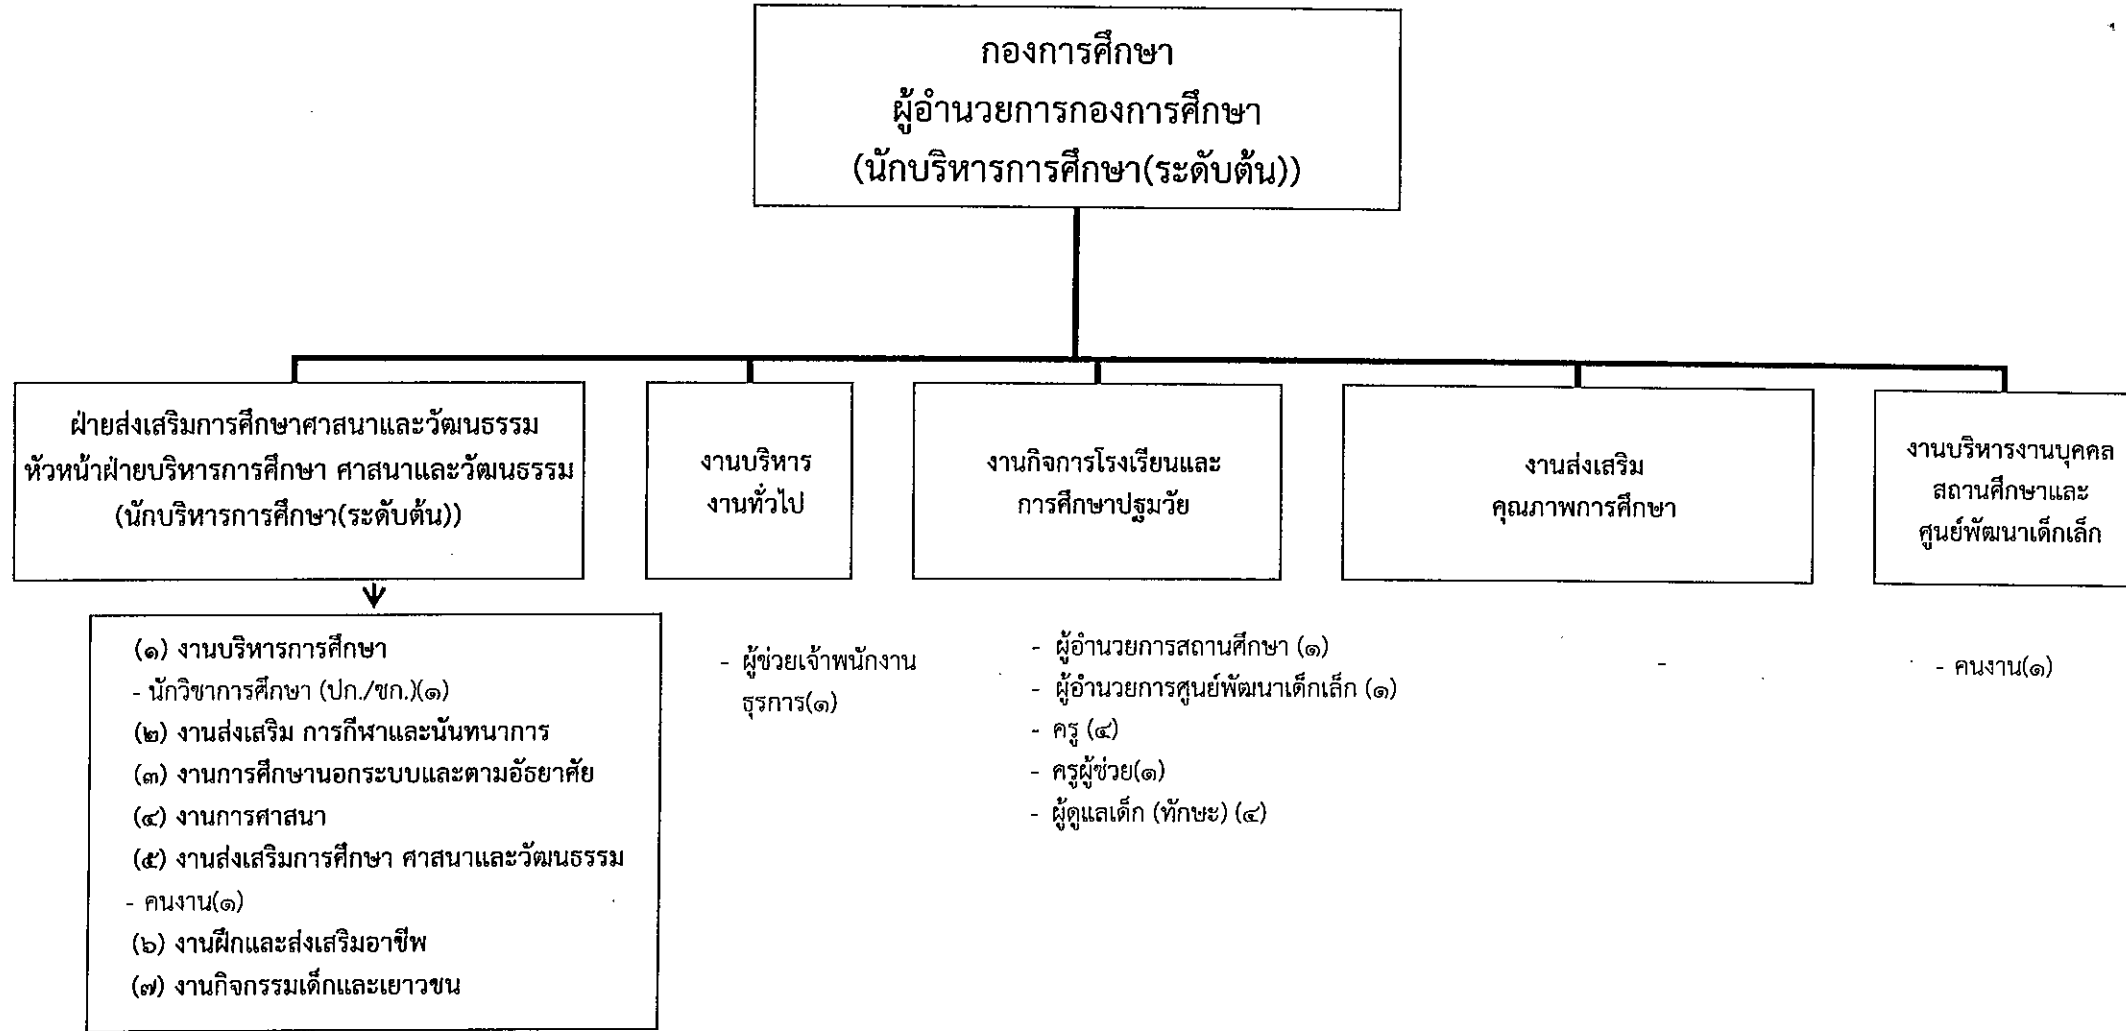 กองการศึกษา
ผู้อำนวยการกองการศึกษา
(นักบริหารการศึกษา(ระดับต้น))
ฝ่ายส่งเสริมการศึกษาศาสนาและวัฒนธรรม
หัวหน้าฝ่ายบริหารการศึกษา ศาสนาและวัฒนธรรม
(นักบริหารการศึกษา(ระดับต้น))
งานบริหาร
งานทั่วไป
งานกิจการโรงเรียนและ
การศึกษาปฐมวัย
งานส่งเสริม
คุณภาพการศึกษา
งานบริหารงานบุคคล
สถานศึกษาและ
ศูนย์พัฒนาเด็กเล็ก
(๑) งานบริหารการศึกษา
- นักวิชาการศึกษา (ปก./ชก.)(๑)
(๒) งานส่งเสริม การกีฬาและนันทนาการ
(๓) งานการศึกษานอกระบบและตามอัธยาศัย
(๔) งานการศาสนา
(๕) งานส่งเสริมการศึกษา ศาสนาและวัฒนธรรม
- คนงาน(๑)
(๖) งานฝึกและส่งเสริมอาชีพ
(๗) งานกิจกรรมเด็กและเยาวชน
- ผู้ช่วยเจ้าพนักงาน
ธุรการ(๑)
- ผู้อำนวยการสถานศึกษา (๑)
- ผู้อำนวยการศูนย์พัฒนาเด็กเล็ก (๑)
- ครู (๔)
- ครูผู้ช่วย(๑)
- ผู้ดูแลเด็ก (ทักษะ) (๔)
-
- คนงาน(๑)